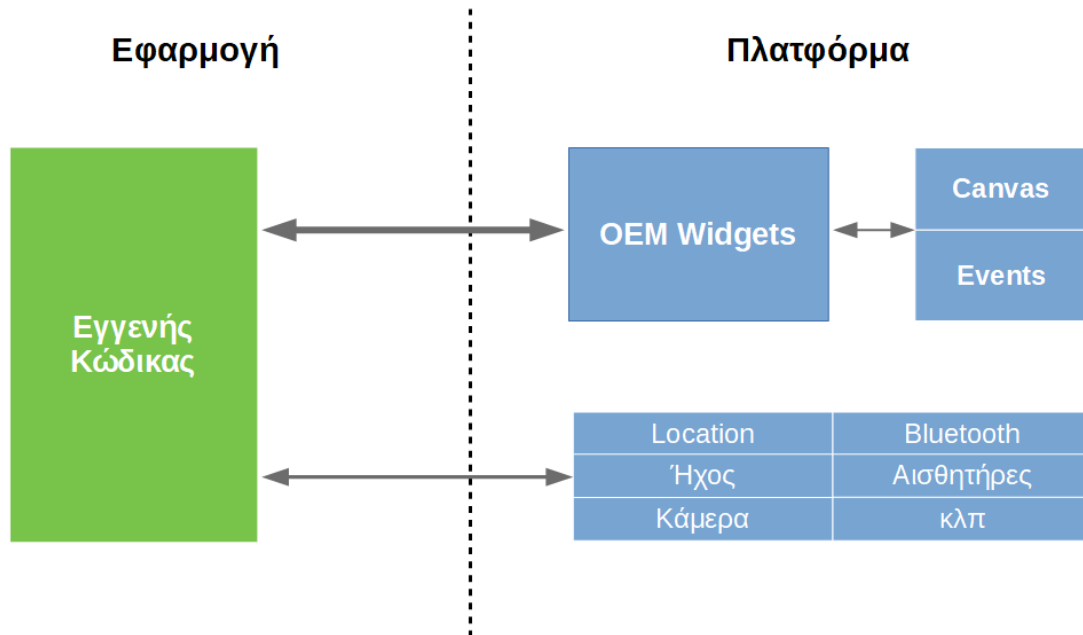 Εφαρμογή
Πλατφόρμα
Εγγενής
Κώδικας
OEM Widgets
Canvas
Events
Location
Bluetooth
Ήχος
Αισθητήρες
Κάμερα
κλπ